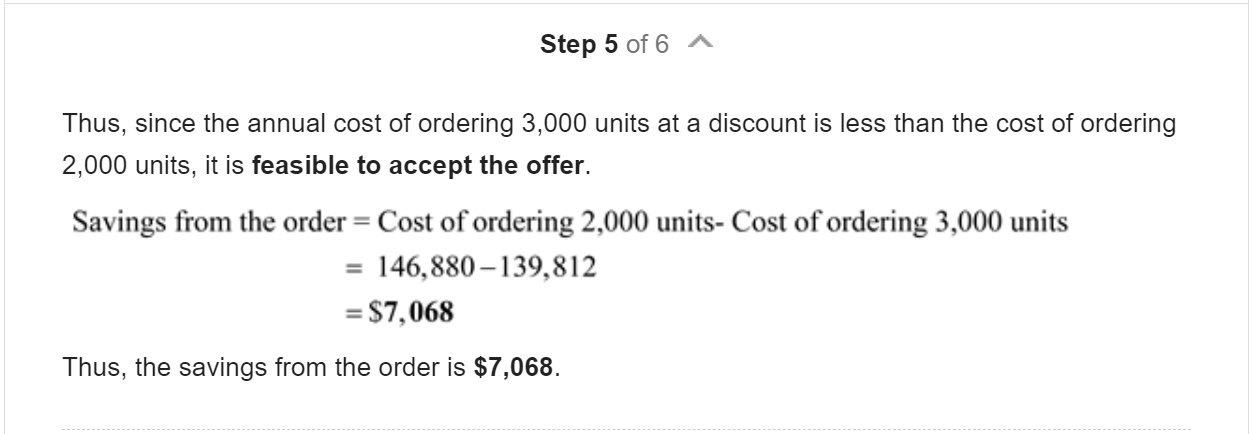 Step 5 of 6
Thus, since the annual cost of ordering 3,000 units at a discount is less than the cost of ordering
2,000 units, it is feasible to accept the offer.
Savings from the order = Cost of ordering 2,000 units- Cost of ordering 3,000 units
= 146,880–139,812
= $7,068
Thus, the savings from the order is $7,068.